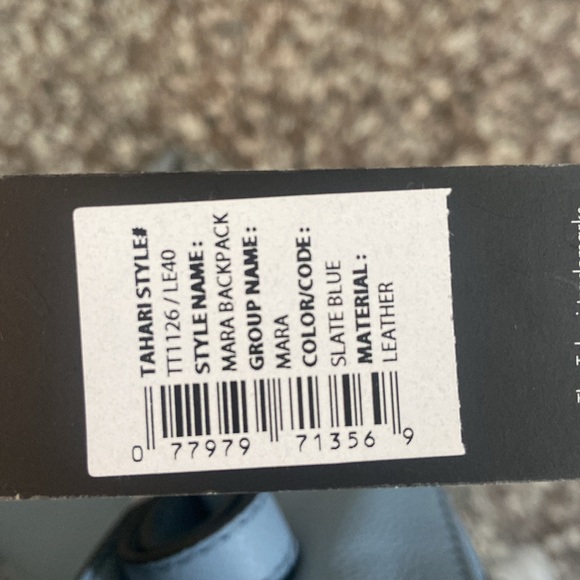 TAHARI STYLE#
TT1126 / LE40
STYLE NAME :
MARA BACKPACK
GROUP NAME :
MARA
COLOR/CODE :
SLATE BLUE
MATERIAL :
LEATHER
0 77979 71356 9